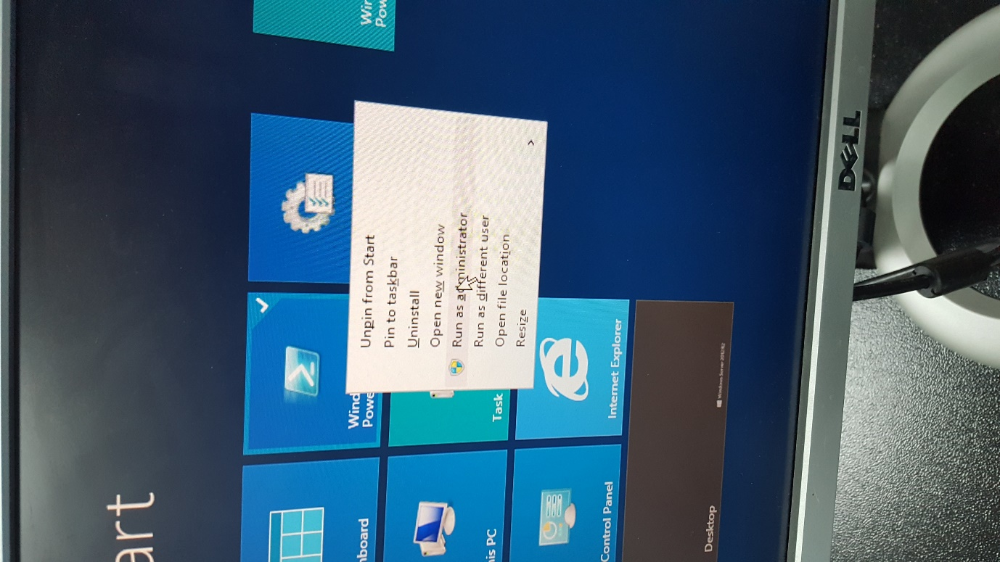 art
Wind
Powe
Win
Pow
Unpin from Start
Pin to taskbar
Uninstall
Open new window
Run as administrator
Run as different user
Open file location
Resize
nboard
his PC
Task
Control Panel
Internet Explorer
Desktop
Windows Server 2012 R2
DELL